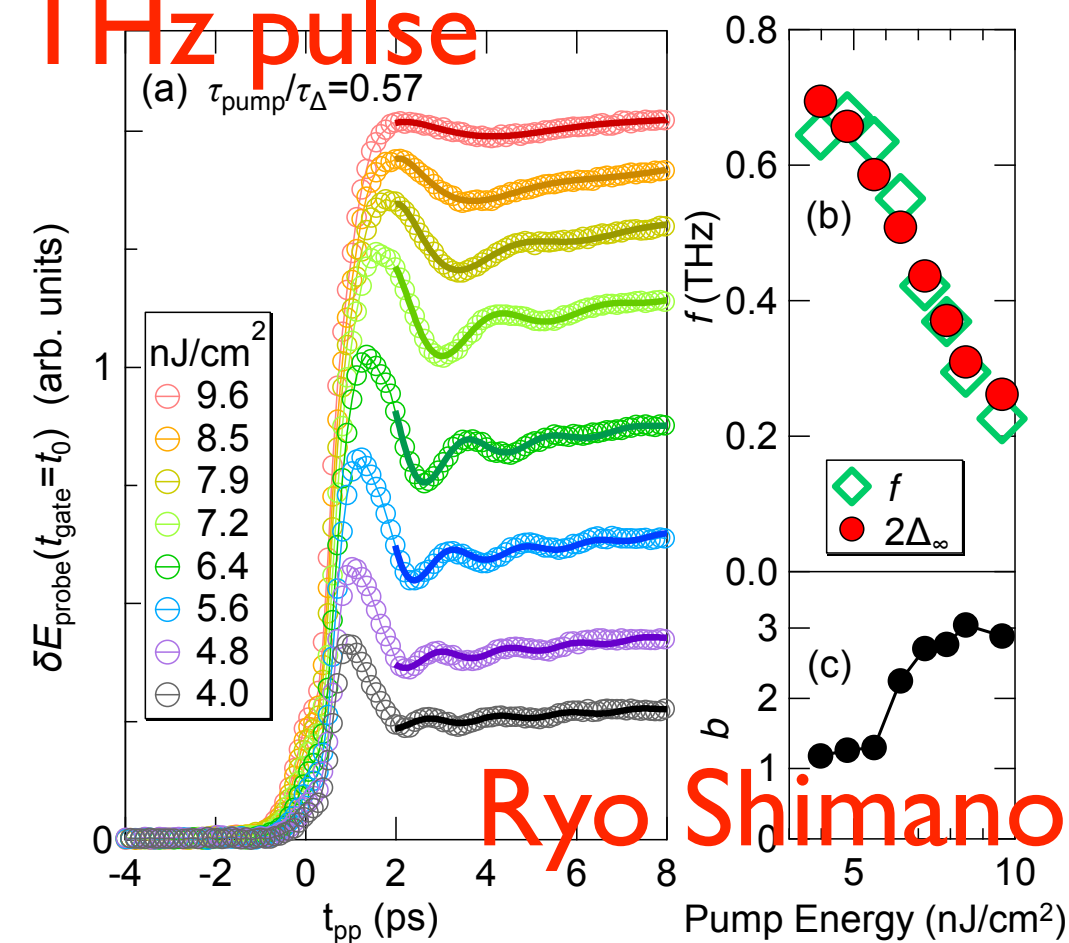 THz pulse
(a) τpump/τΔ=0.57
δEprobe(tgate=t0) (arb. units)
1
0
nJ/cm2
9.6
8.5
7.9
7.2
6.4
5.6
4.8
4.0
-4 -2 0 2 4 6 8
tpp (ps)
f (THz)
0.8
0.6
0.4
0.2
0.0
(b)
f
2Δ∞
b
3
2
1
0
(c)
5 10
Pump Energy (nJ/cm2)
Ryo Shimano